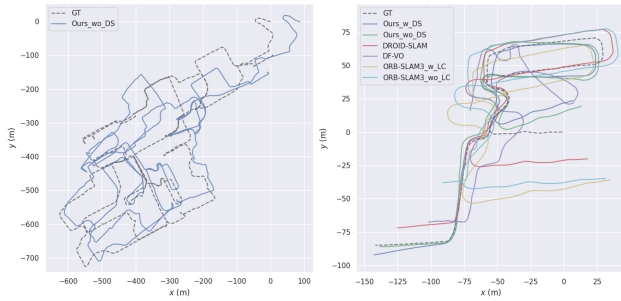 GT
Ours_wo_DS
0
−100
−200
−300
−400
−500
−600
−700
y (m)
−600 −500 −400 −300 −200 −100 0 100
x (m)
GT
Ours_w_DS
Ours_wo_DS
DROID-SLAM
DF-VO
ORB-SLAM3_w_LC
ORB-SLAM3_wo_LC
75
50
25
0
−25
−50
−75
−100
y (m)
−150 −125 −100 −75 −50 −25 0 25
x (m)